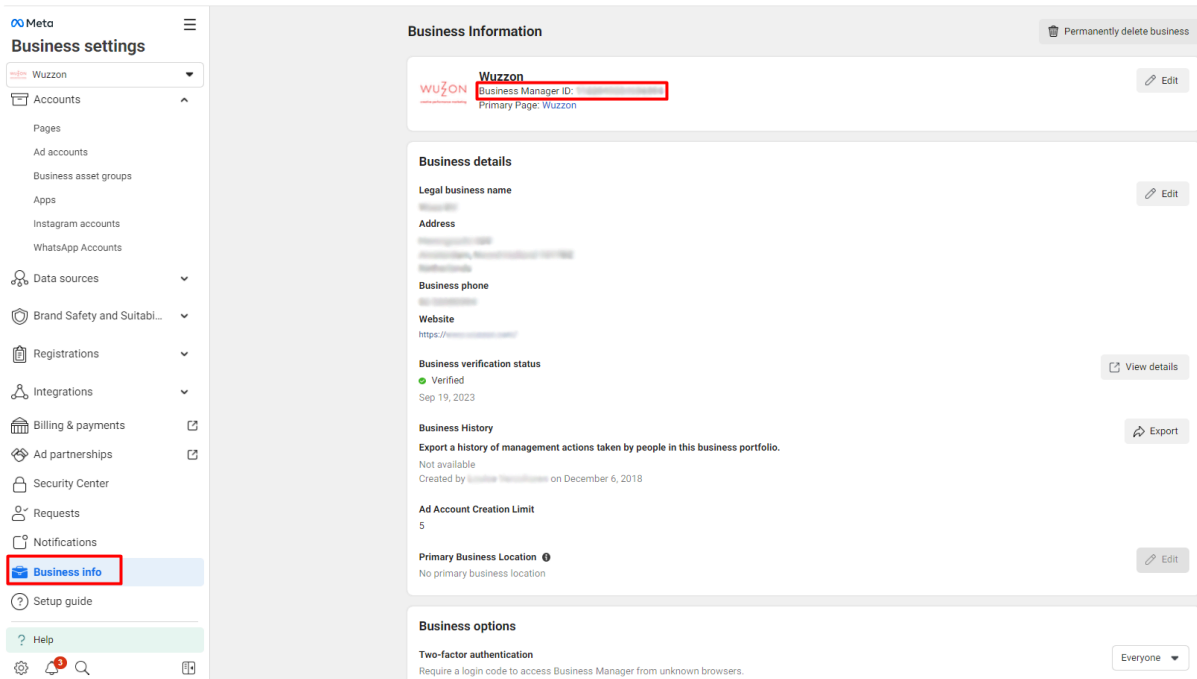 Meta
Business settings
Wuzzon
Accounts
Pages
Ad accounts
Business asset groups
Apps
Instagram accounts
WhatsApp Accounts
Data sources
Brand Safety and Suitabi...
Registrations
Integrations
Billing & payments
Ad partnerships
Security Center
Requests
Notifications
Business info
Setup guide
? Help
3
Business Information
Permanently delete business
WUZZON
Wuzzon
Business Manager ID:
Primary Page: Wuzzon
Edit
Business details
Legal business name
Edit
Address
Business phone
Website
https://
Business verification status
Verified
Sep 19, 2023
View details
Business History
Export a history of management actions taken by people in this business portfolio.
Not available
Created by on December 6, 2018
Export
Ad Account Creation Limit
5
Primary Business Location
No primary business location
Edit
Business options
Two-factor authentication
Require a login code to access Business Manager from unknown browsers.
Everyone